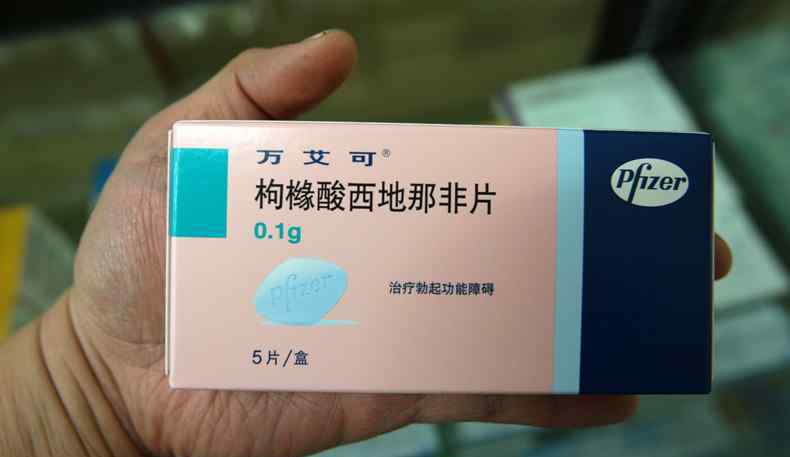 万艾可®
枸橼酸西地那非片
0.1g
Pfizer
治疗勃起功能障碍
5片/盒
Pfizer